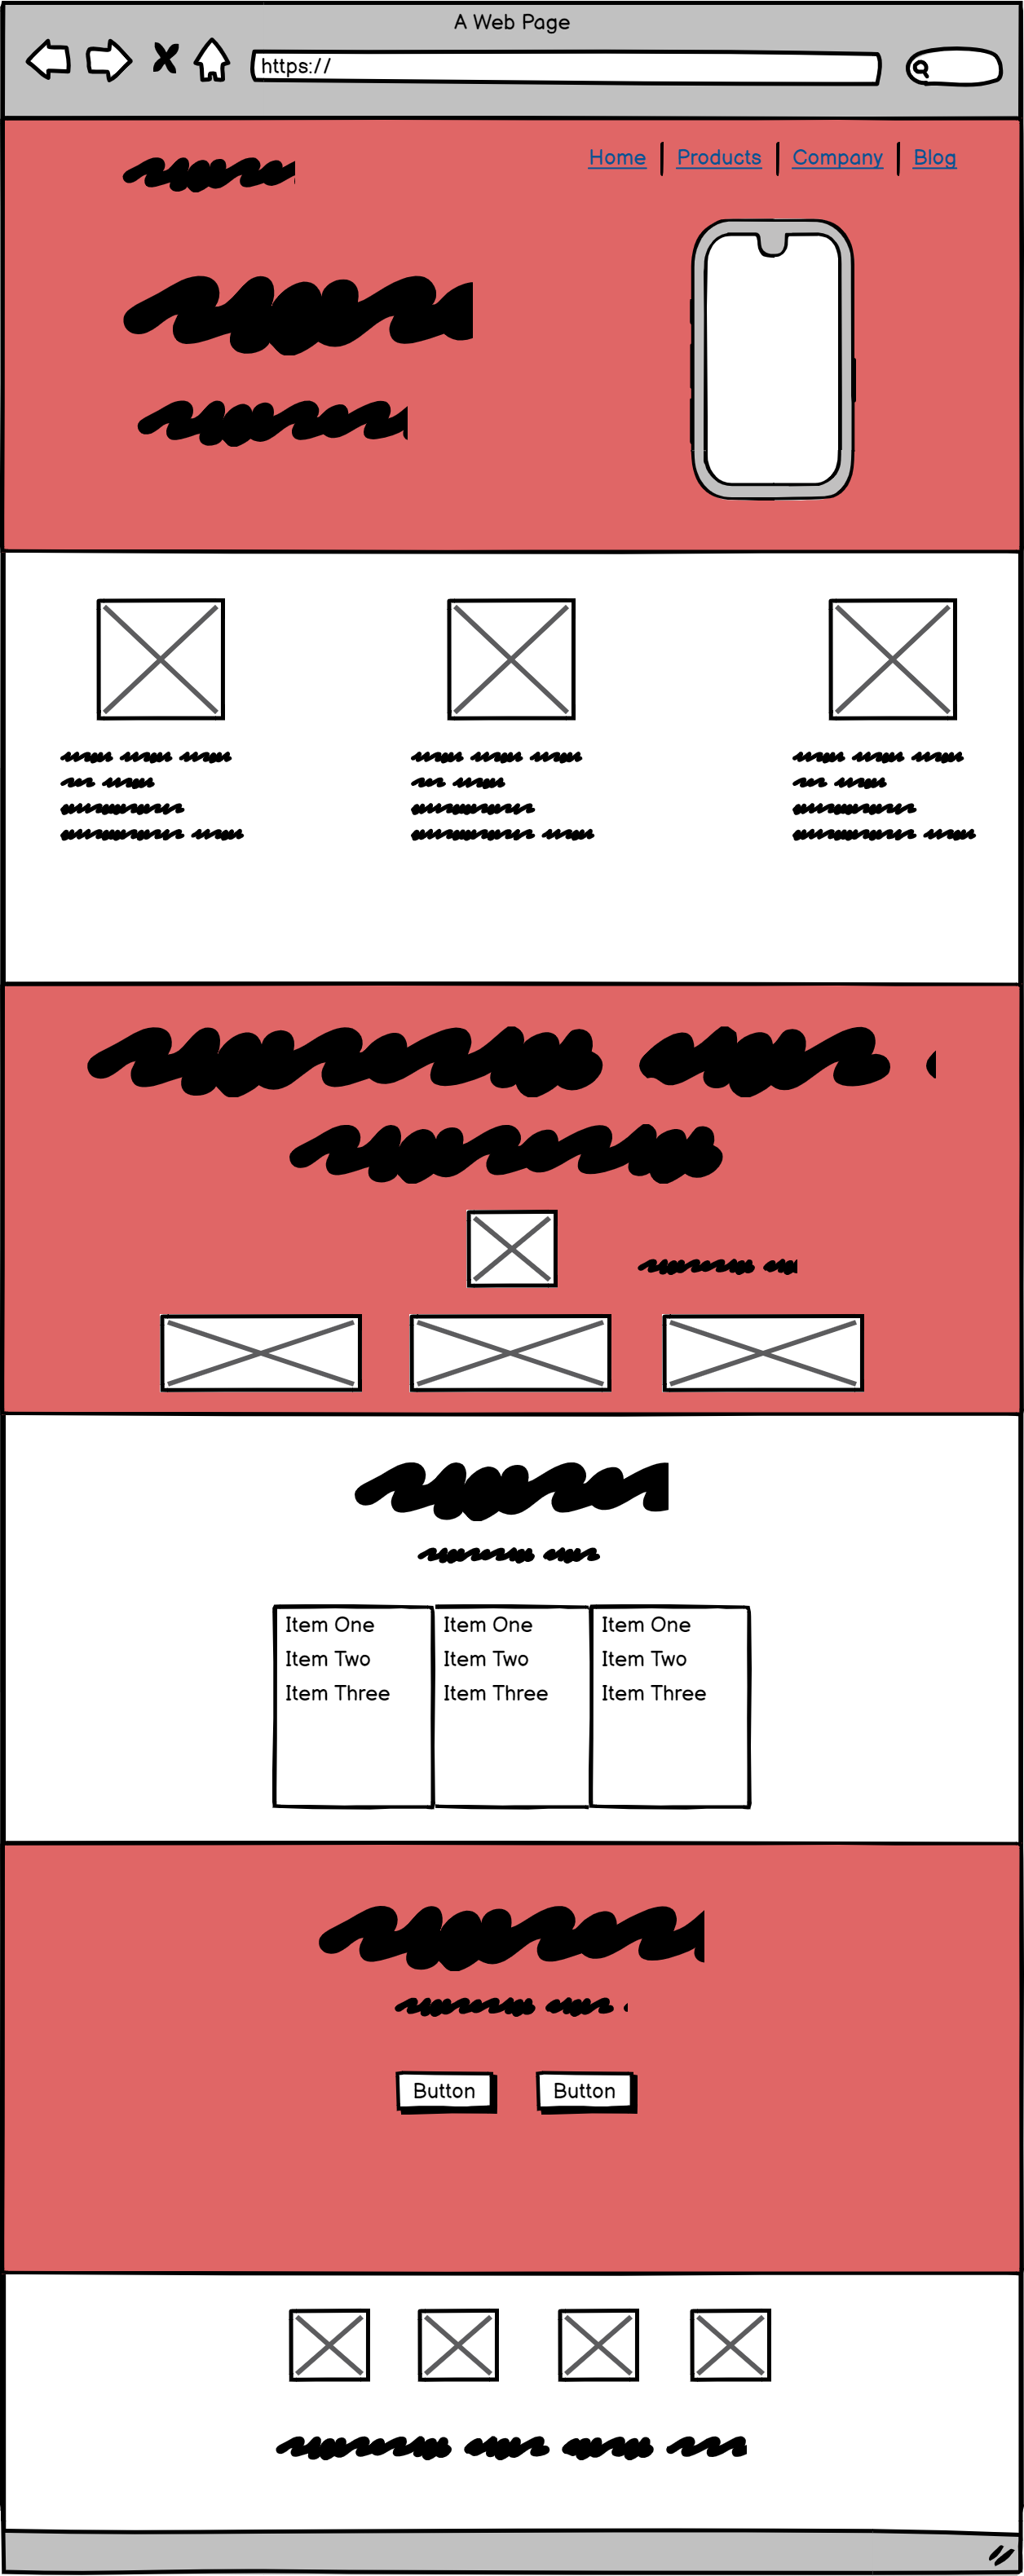 A Web Page
https://
Home Products Company Blog
Item One Item One Item One
Item Two Item Two Item Two
Item Three Item Three Item Three
Button Button